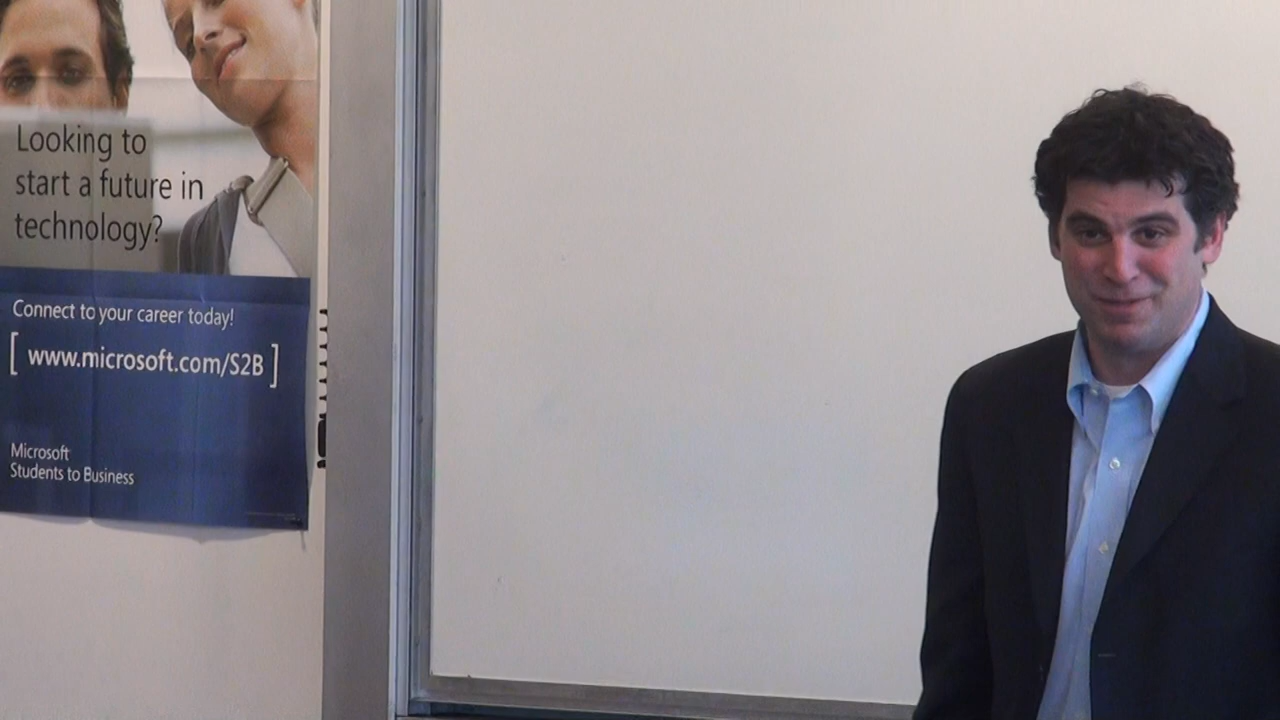 Looking to
start a future in
technology?
Connect to your career today!
[ www.microsoft.com/S2B ]
Microsoft
Students to Business